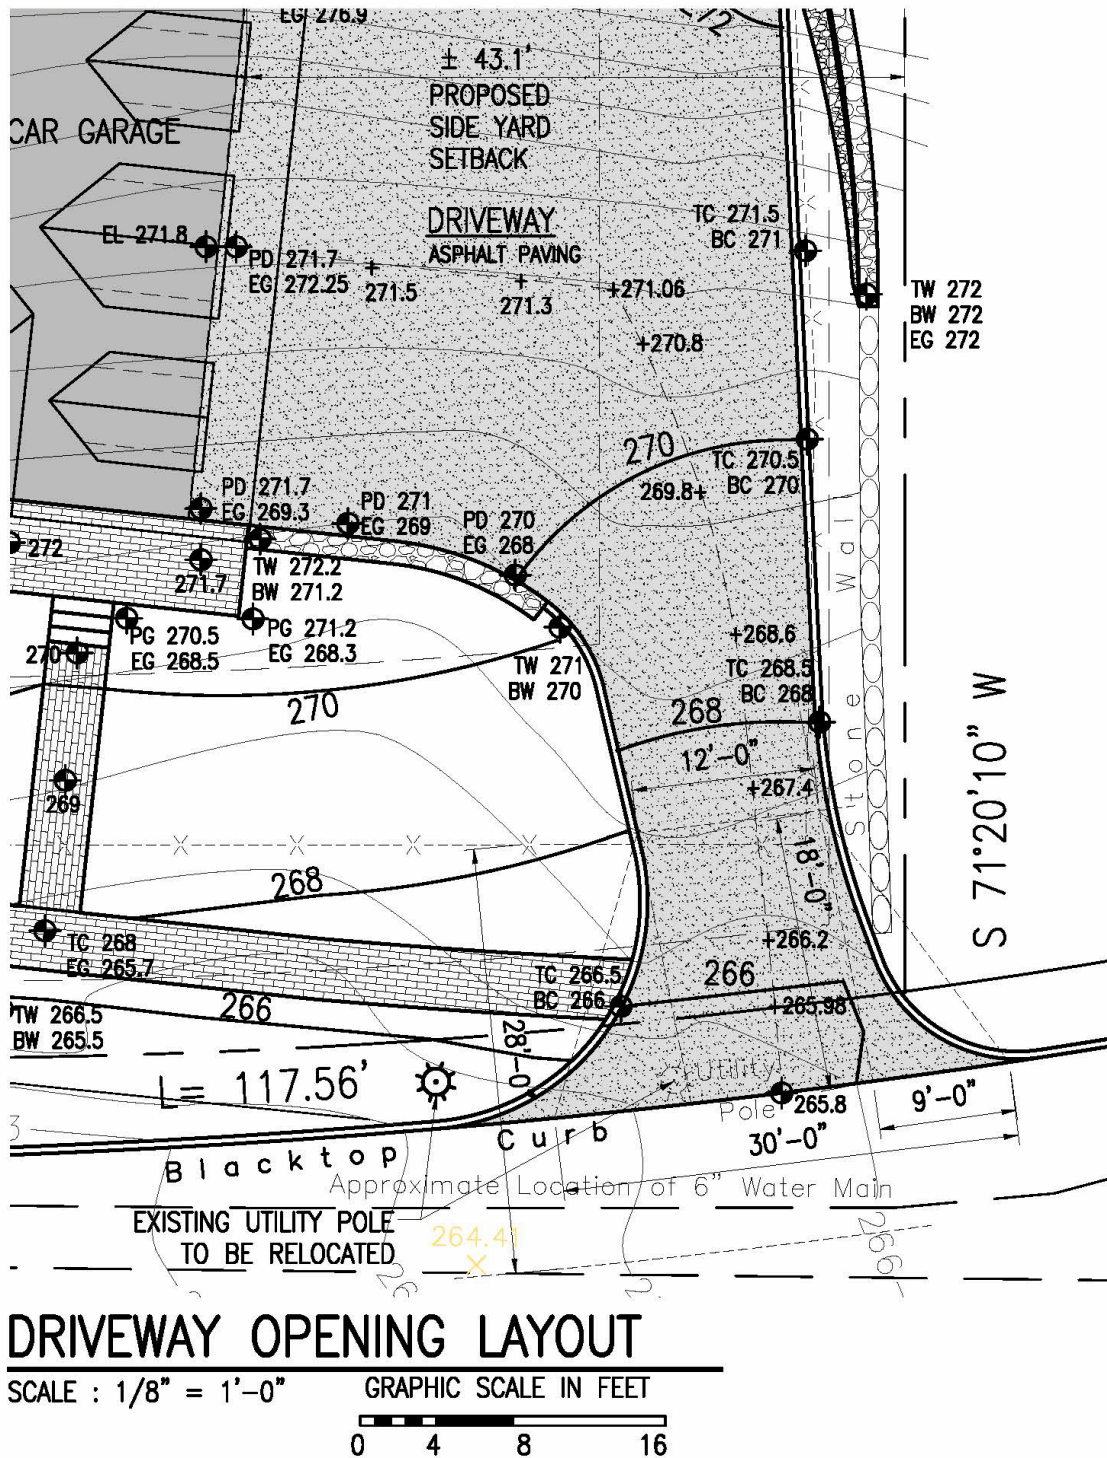 EG 276.9
± 43.1'
PROPOSED
SIDE YARD
SETBACK
CAR GARAGE
DRIVEWAY
ASPHALT PAVING
TC 271.5
BC 271
EL 271.8
PD 271.7
EG 272.25
271.5
271.3
+271.06
+270.8
TW 272
BW 272
EG 272
270
TC 270.5
BC 270
269.8+
PD 271.7
EG 269.3
PD 271
EG 269
PD 270
EG 268
272
271.7
TW 272.2
BW 271.2
PG 270.5
EG 268.5
PG 271.2
EG 268.3
270
TW 271
BW 270
270
+268.6
TC 268.5
BC 268
268
12'-0"
+267.4
Stone Wall
S 71°20'10" W
269
268
18'-0"
+266.2
TC 268
EG 265.7
TC 266.5
BC 266
266
+265.98
TW 266.5
BW 265.5
266
28'-0"
L= 117.56'
Utility
Pole
265.8
9'-0"
30'-0"
Blacktop Curb
Approximate Location of 6" Water Main
EXISTING UTILITY POLE
TO BE RELOCATED
264.41
266
DRIVEWAY OPENING LAYOUT
SCALE : 1/8" = 1'-0"
GRAPHIC SCALE IN FEET
0 4 8 16